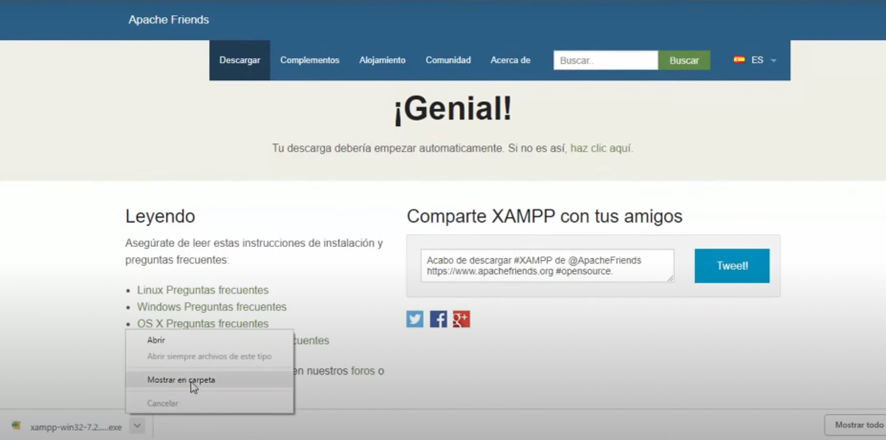 Apache Friends
Descargar Complementos Alojamiento Comunidad Acerca de Buscar.. Buscar ES
¡Genial!
Tu descarga debería empezar automaticamente. Si no es así, haz clic aquí.
Leyendo
Asegúrate de leer estas instrucciones de instalación y
preguntas frecuentes:
Linux Preguntas frecuentes
Windows Preguntas frecuentes
OS X Preguntas frecuentes
cuentes
en nuestros foros o
Abrir
Abrir siempre archivos de este tipo
Mostrar en carpeta
Cancelar
Comparte XAMPP con tus amigos
Acabo de descargar #XAMPP de @ApacheFriends
https://www.apachefriends.org #opensource.
Tweet!
xampp-win32-7.2....exe
Mostrar todo